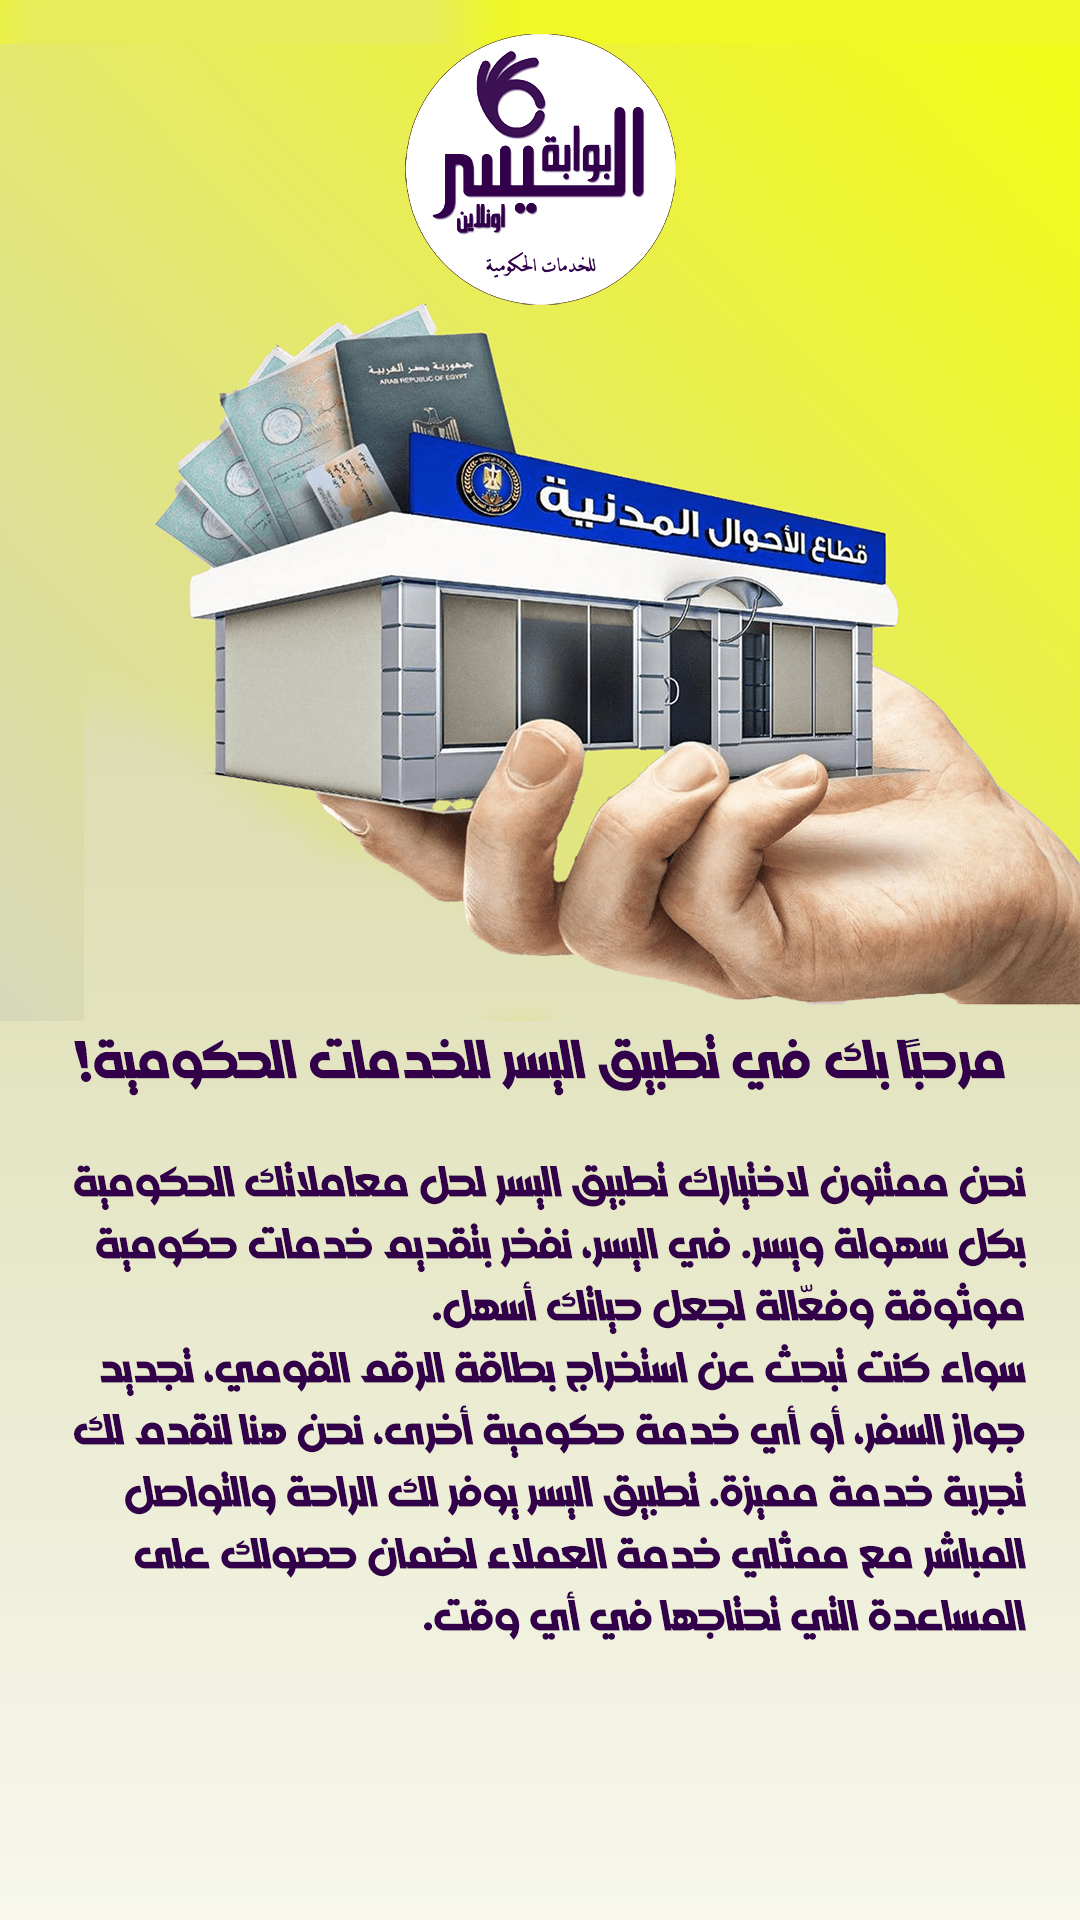 بوابة
اليسر
اونلاين
للخدمات الحكومية
جمهورية مصر العربية
ARAB REPUBLIC OF EGYPT
قطاع الأحوال المدنية
مرحبًا بك في تطبيق اليسر للخدمات الحكومية!
نحن ممتنون لاختيارك تطبيق اليسر لحل معاملاتك الحكومية
بكل سهولة ويسر. في اليسر، نفخر بتقديم خدمات حكومية
موثوقة وفعّالة لجعل حياتك أسهل.
سواء كنت تبحث عن استخراج بطاقة الرقم القومي، تجديد
جواز السفر، أو أي خدمة حكومية أخرى، نحن هنا لنقدم لك
تجربة خدمة مميزة. تطبيق اليسر يوفر لك الراحة والتواصل
المباشر مع ممثلي خدمة العملاء لضمان حصولك على
المساعدة التي تحتاجها في أي وقت.